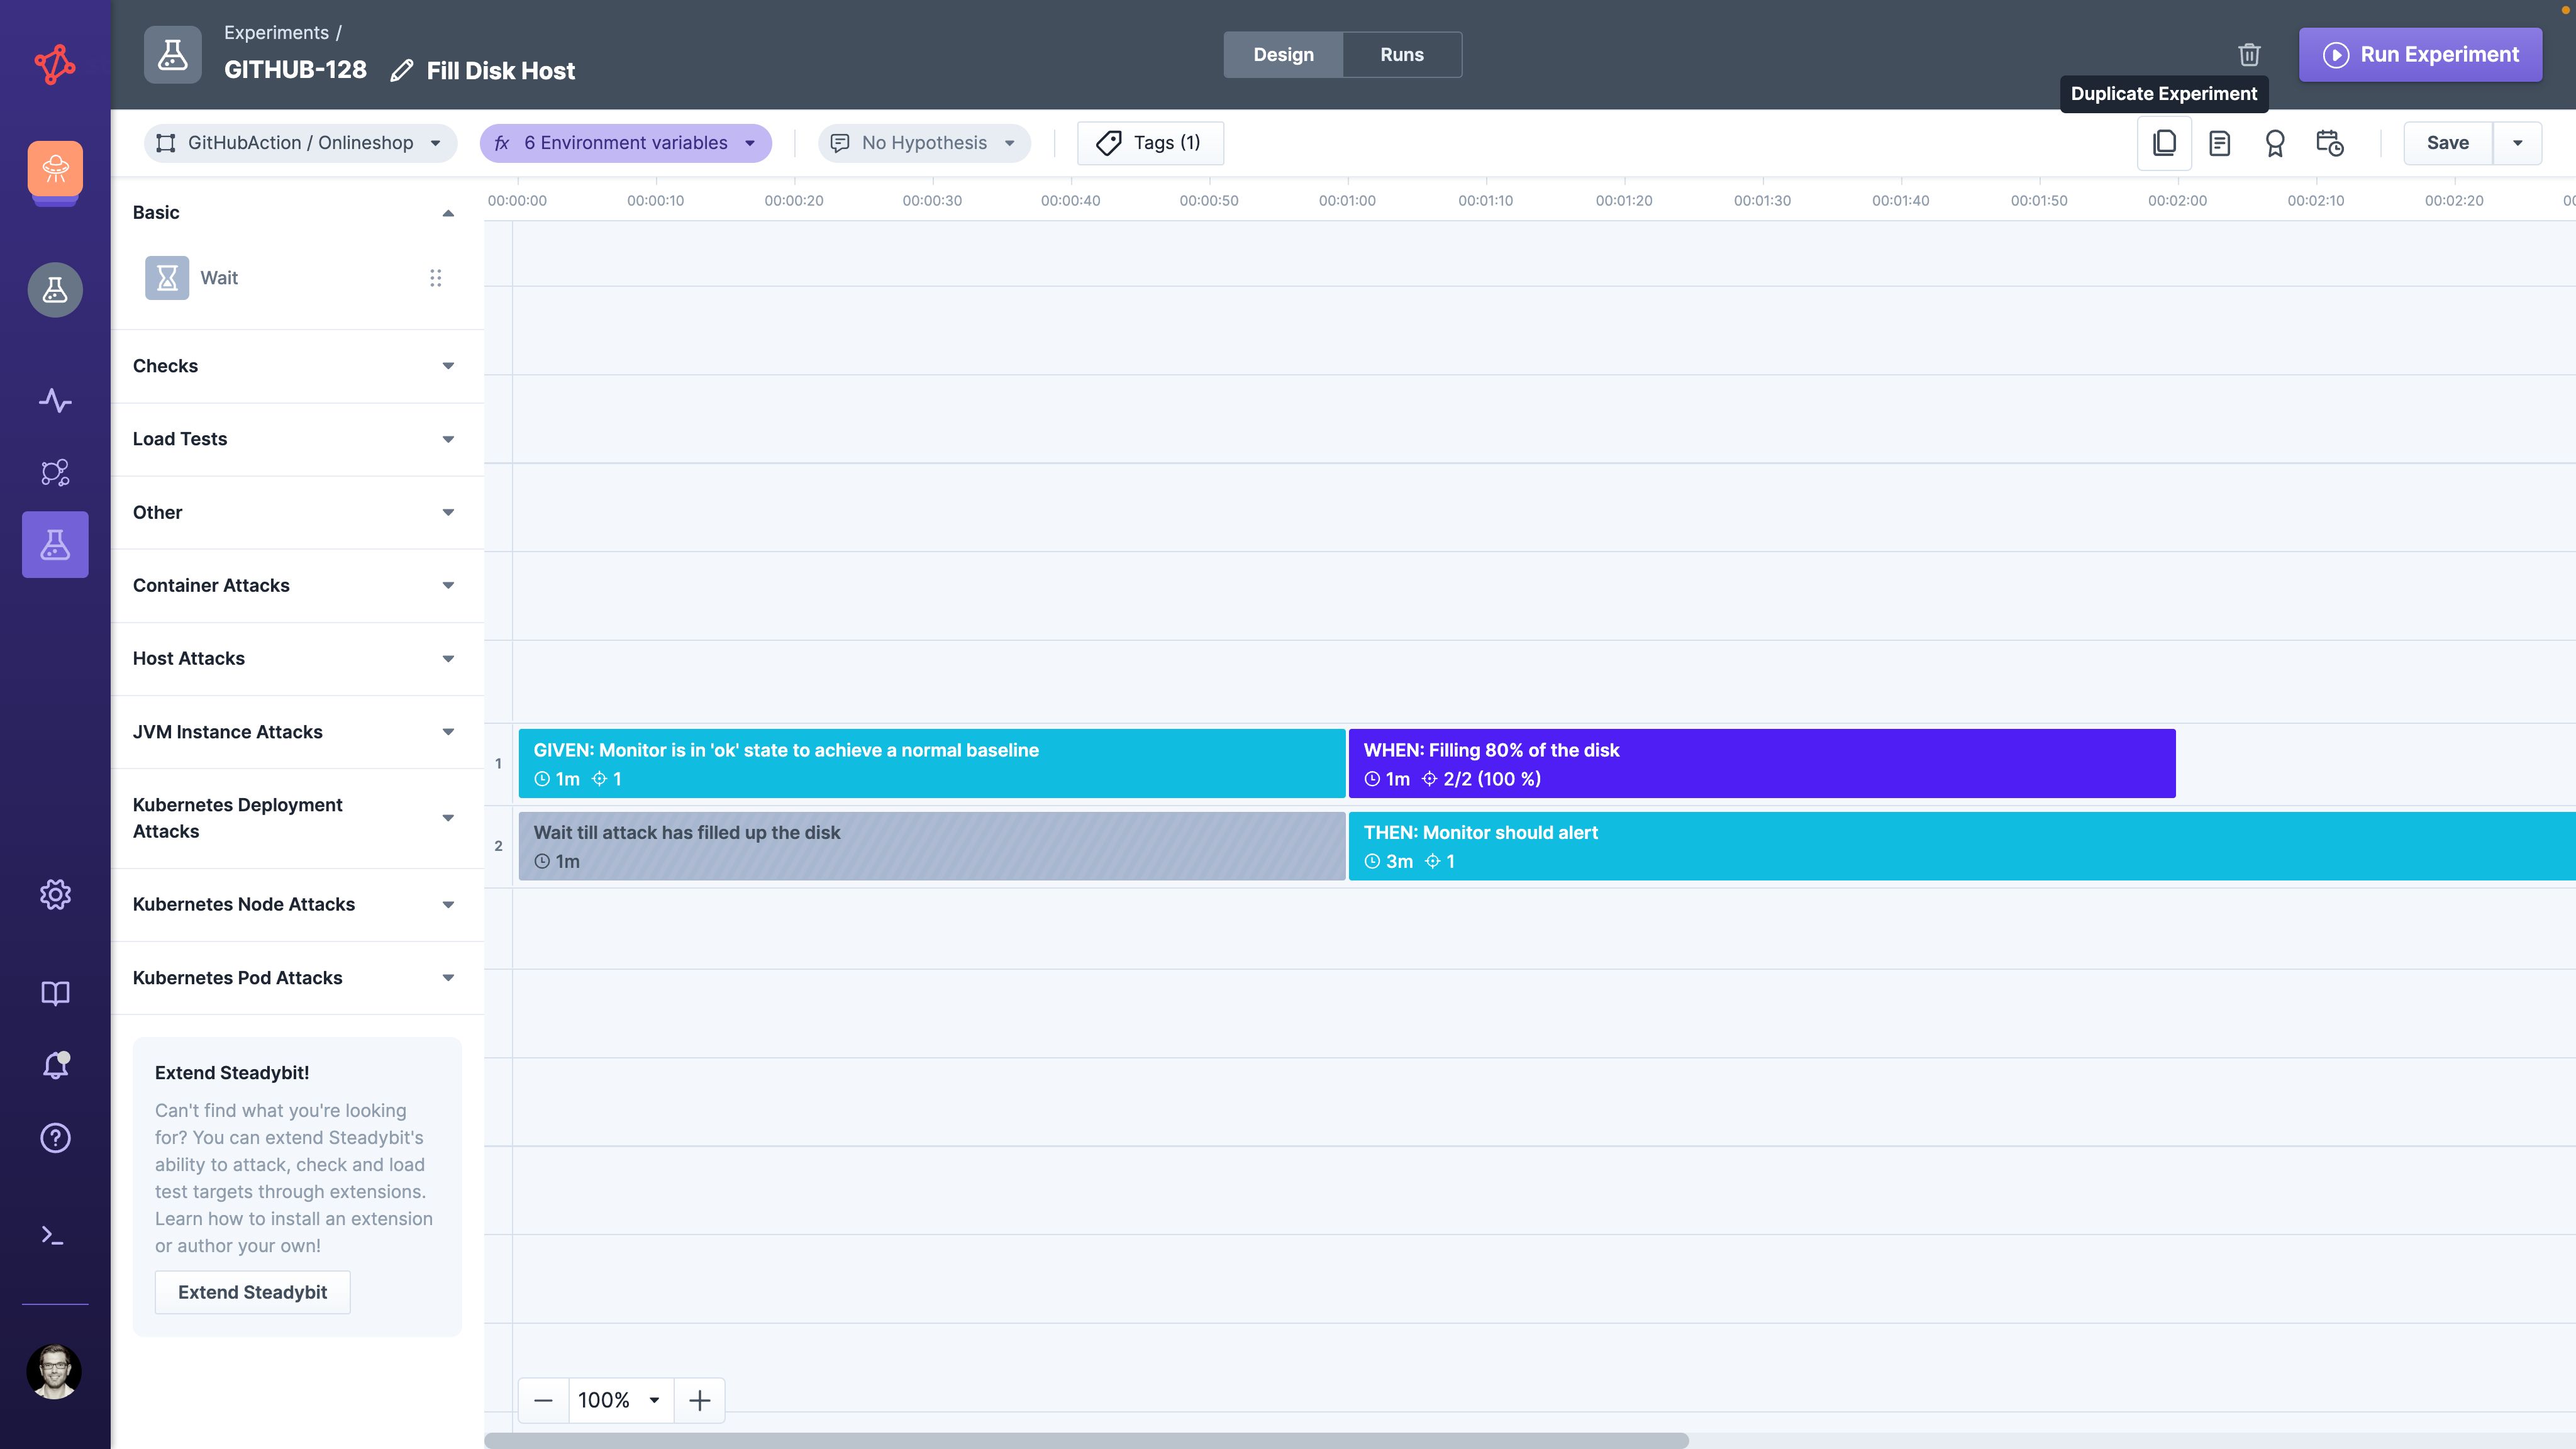 Experiments /
GITHUB-128 Fill Disk Host
Design
Runs
Run Experiment
Duplicate Experiment
GitHubAction / Onlineshop
fx 6 Environment variables
No Hypothesis
Tags (1)
Save
Basic
Wait
Checks
Load Tests
Other
Container Attacks
Host Attacks
JVM Instance Attacks
Kubernetes Deployment
Attacks
Kubernetes Node Attacks
Kubernetes Pod Attacks
Extend Steadybit!
Can't find what you're looking
for? You can extend Steadybit's
ability to attack, check and load
test targets through extensions.
Learn how to install an extension
or author your own!
Extend Steadybit
00:00:00 00:00:10 00:00:20 00:00:30 00:00:40 00:00:50 00:01:00 00:01:10 00:01:20 00:01:30 00:01:40 00:01:50 00:02:00 00:02:10 00:02:20
1
GIVEN: Monitor is in 'ok' state to achieve a normal baseline
1m 1
WHEN: Filling 80% of the disk
1m 2/2 (100 %)
2
Wait till attack has filled up the disk
1m
THEN: Monitor should alert
3m 1
100%